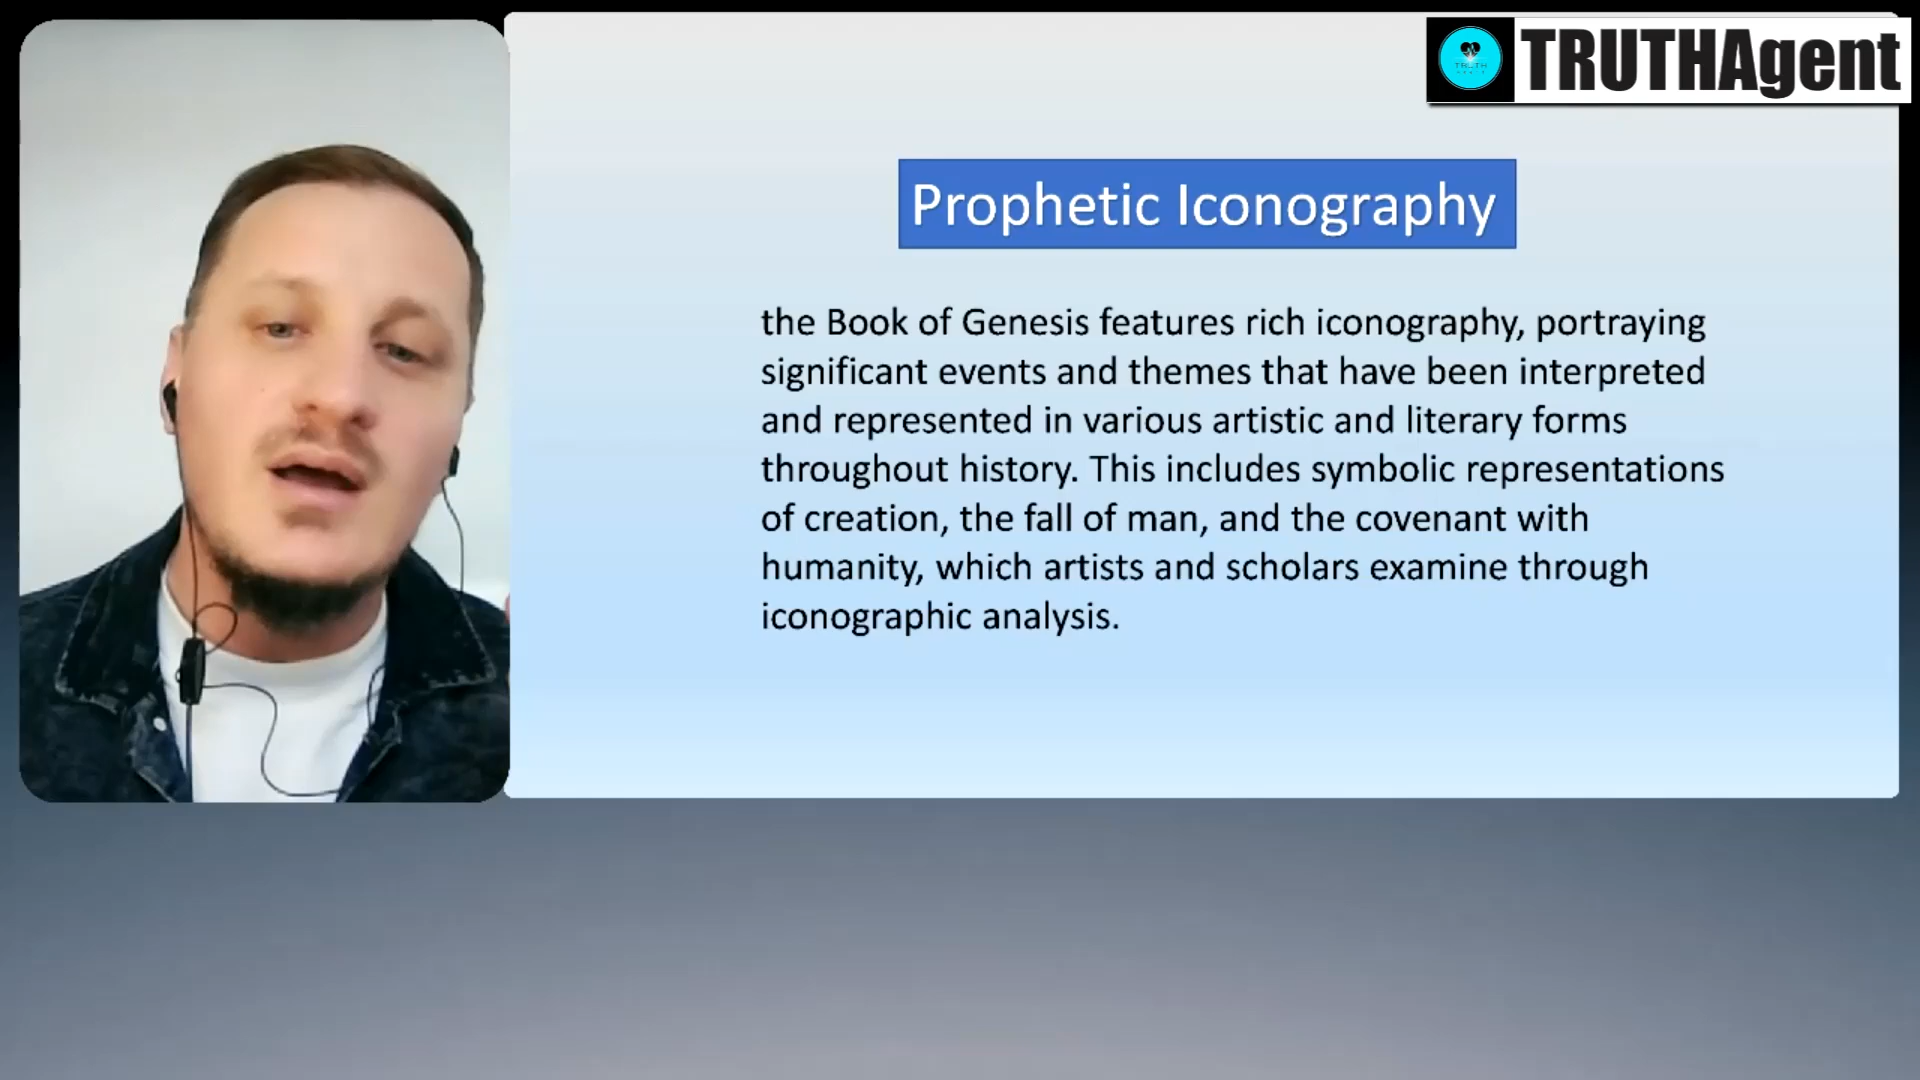 TRUTHAgent
Prophetic Iconography
the Book of Genesis features rich iconography, portraying
significant events and themes that have been interpreted
and represented in various artistic and literary forms
throughout history. This includes symbolic representations
of creation, the fall of man, and the covenant with
humanity, which artists and scholars examine through
iconographic analysis.